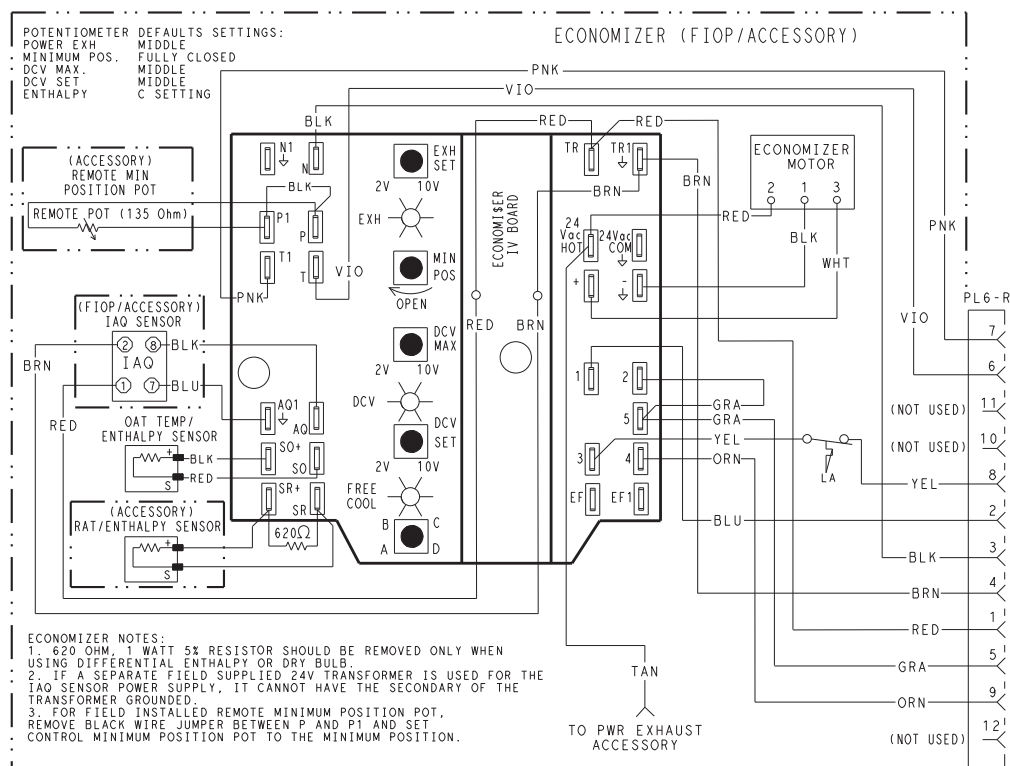 POTENTIOMETER DEFAULTS SETTINGS:
POWER EXH MIDDLE
MINIMUM POS. FULLY CLOSED
DCV MAX. MIDDLE
DCV SET MIDDLE
ENTHALPY C SETTING
ECONOMIZER (FIOP/ACCESSORY)
PNK
VIO
BLK
RED
RED
(ACCESSORY)
REMOTE MIN
POSITION POT
REMOTE POT (135 Ohm)
N1
N
BLK
P1
P
T1
T
VIO
PNK
EXH
SET
2V 10V
EXH
MIN
POS
OPEN
DCV
MAX
2V 10V
DCV
DCV
SET
2V 10V
FREE
COOL
B C
A D
ECONOMI$ER
IV BOARD
RED
BRN
TR
TR1
BRN
BRN
24
Vac
HOT
24Vac
COM
+
-
1
2
5
3
4
EF
EF1
ECONOMIZER
MOTOR
2 1 3
RED
BLK
WHT
PNK
VIO
PL6-R
7
6
(NOT USED) 11
(NOT USED) 10
YEL 8
2
BLK 3
BRN 4
RED 1
GRA 5
ORN 9
(NOT USED) 12
GRA
GRA
YEL
ORN
LA
BLU
(FIOP/ACCESSORY)
IAQ SENSOR
2 8 BLK
IAQ
1 7 BLU
BRN
RED
OAT TEMP/
ENTHALPY SENSOR
+ BLK
S RED
AQ1
AQ
SO+
SO
SR+
SR
620Ω
(ACCESSORY)
RAT/ENTHALPY SENSOR
+
S
TAN
TO PWR EXHAUST
ACCESSORY
ECONOMIZER NOTES:
1. 620 OHM, 1 WATT 5% RESISTOR SHOULD BE REMOVED ONLY WHEN
USING DIFFERENTIAL ENTHALPY OR DRY BULB.
2. IF A SEPARATE FIELD SUPPLIED 24V TRANSFORMER IS USED FOR THE
IAQ SENSOR POWER SUPPLY, IT CANNOT HAVE THE SECONDARY OF THE
TRANSFORMER GROUNDED.
3. FOR FIELD INSTALLED REMOTE MINIMUM POSITION POT,
REMOVE BLACK WIRE JUMPER BETWEEN P AND P1 AND SET
CONTROL MINIMUM POSITION POT TO THE MINIMUM POSITION.